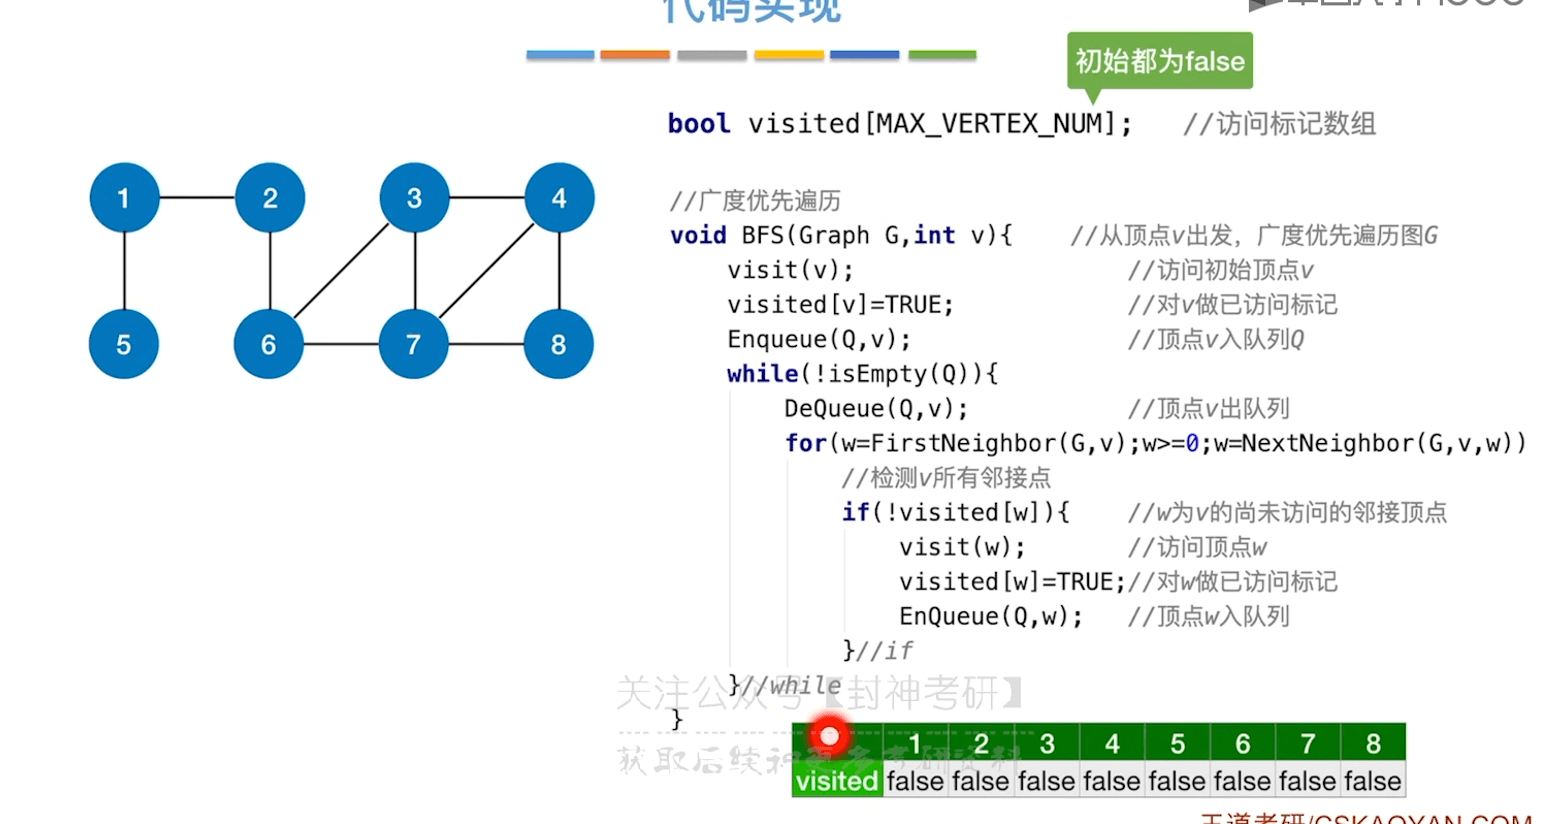 代码实现
初始都为false
bool visited[MAX_VERTEX_NUM]; //访问标记数组
1 2 3 4
5 6 7 8
//广度优先遍历
void BFS(Graph G,int v){ //从顶点v出发，广度优先遍历图G
visit(v); //访问初始顶点v
visited[v]=TRUE; //对v做已访问标记
Enqueue(Q,v); //顶点v入队列Q
while(!isEmpty(Q)){
DeQueue(Q,v); //顶点v出队列
for(w=FirstNeighbor(G,v);w>=0;w=NextNeighbor(G,v,w))
//检测v所有邻接点
if(!visited[w]){ //w为v的尚未访问的邻接顶点
visit(w); //访问顶点w
visited[w]=TRUE;//对w做已访问标记
EnQueue(Q,w); //顶点w入队列
}//if
}//while
}
关注公众号【封神考研】
获取后续和更多考研资料
1 2 3 4 5 6 7 8
visited false false false false false false false false
王道考研/CSKAOYAN.COM